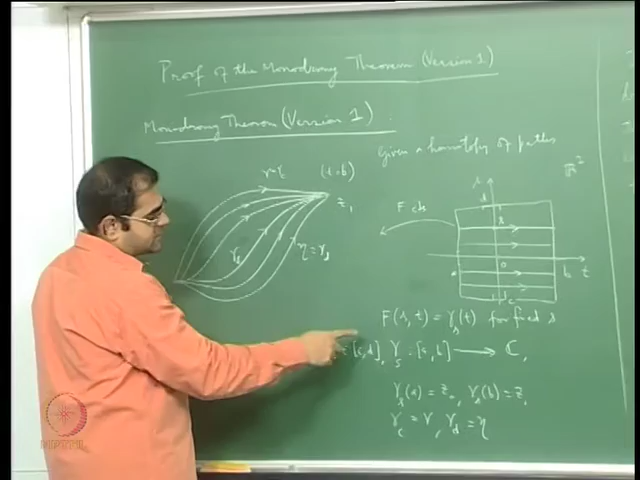 Proof of the Monodromy Theorem (Version 1)
Monodromy Theorem (Version 1)
Given a homotopy of paths
ℝ²
γ=γ_c
(t=b)
z₁
γ_s
η=γ_d
F cts
s
d
s
o
c
b
t
F(s,t) = γ_s(t) for fixed s
[c,d], γ_s : [a,b] ⟶ ℂ,
γ_s(a) = z₀, γ_s(b) = z₁
γ_c = γ, γ_d = η
NPTEL